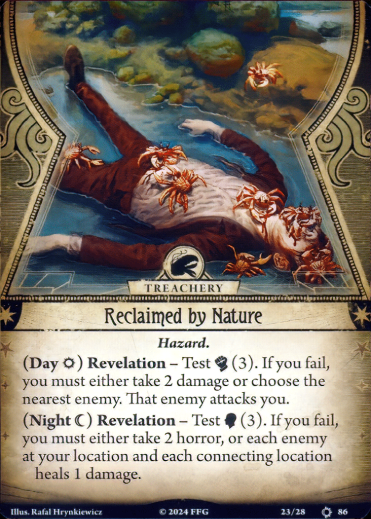 TREACHERY
Reclaimed by Nature
Hazard.
(Day ) Revelation – Test (3). If you fail,
you must either take 2 damage or choose the
nearest enemy. That enemy attacks you.
(Night ) Revelation – Test (3). If you fail,
you must either take 2 horror, or each enemy
at your location and each connecting location
heals 1 damage.
Illus. Rafal Hrynkiewicz © 2024 FFG 23/28 86